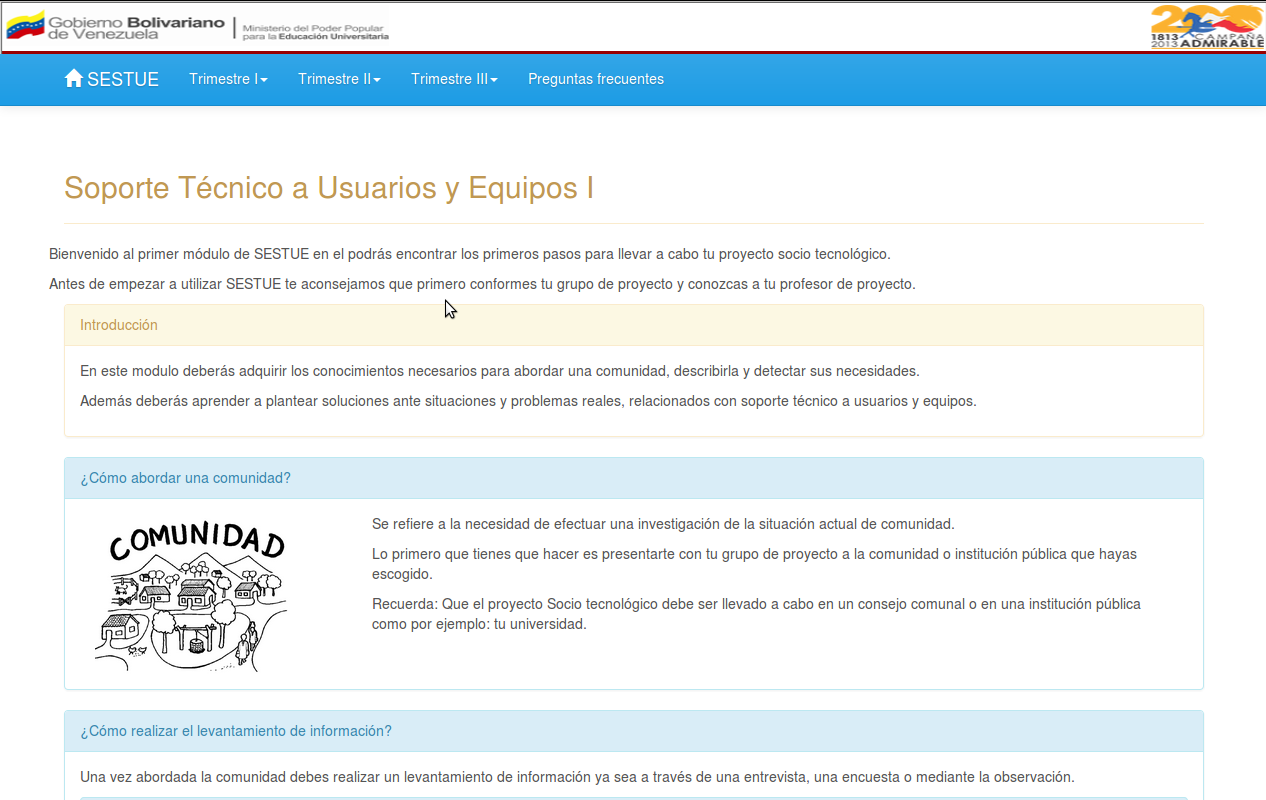 Gobierno Bolivariano
de Venezuela
Ministerio del Poder Popular
para la Educación Universitaria
200
1813 CAMPAÑA
2013 ADMIRABLE
SESTUE Trimestre I Trimestre II Trimestre III Preguntas frecuentes
Soporte Técnico a Usuarios y Equipos I
Bienvenido al primer módulo de SESTUE en el podrás encontrar los primeros pasos para llevar a cabo tu proyecto socio tecnológico.
Antes de empezar a utilizar SESTUE te aconsejamos que primero conformes tu grupo de proyecto y conozcas a tu profesor de proyecto.
Introducción
En este modulo deberás adquirir los conocimientos necesarios para abordar una comunidad, describirla y detectar sus necesidades.
Además deberás aprender a plantear soluciones ante situaciones y problemas reales, relacionados con soporte técnico a usuarios y equipos.
¿Cómo abordar una comunidad?
COMUNIDAD
Se refiere a la necesidad de efectuar una investigación de la situación actual de comunidad.
Lo primero que tienes que hacer es presentarte con tu grupo de proyecto a la comunidad o institución pública que hayas
escogido.
Recuerda: Que el proyecto Socio tecnológico debe ser llevado a cabo en un consejo comunal o en una institución pública
como por ejemplo: tu universidad.
¿Cómo realizar el levantamiento de información?
Una vez abordada la comunidad debes realizar un levantamiento de información ya sea a través de una entrevista, una encuesta o mediante la observación.